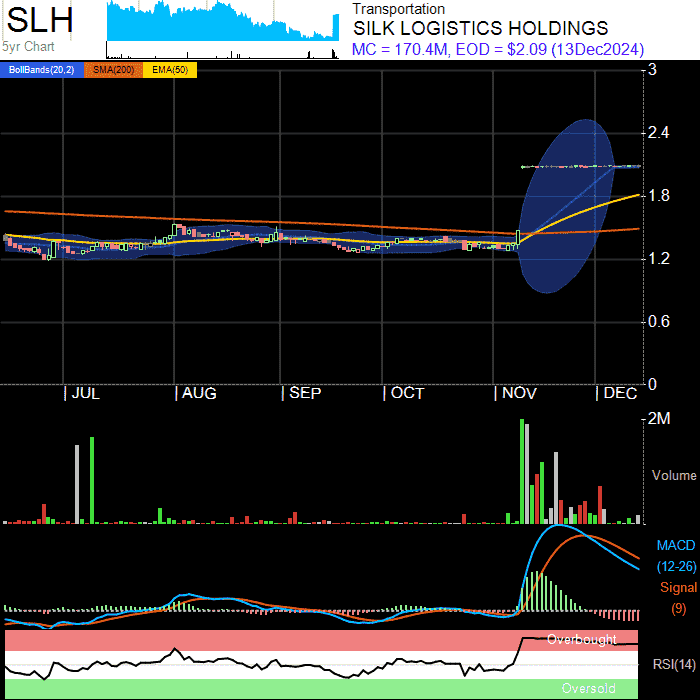 SLH
5yr Chart
Transportation
SILK LOGISTICS HOLDINGS
MC = 170.4M, EOD = $2.09 (13Dec2024)
BollBands(20,2) SMA(200) EMA(50)
3
2.4
1.8
1.2
0.6
0
| JUL | AUG | SEP | OCT | NOV | DEC
2M
Volume
MACD
(12-26)
Signal
(9)
Overbought
RSI(14)
Oversold